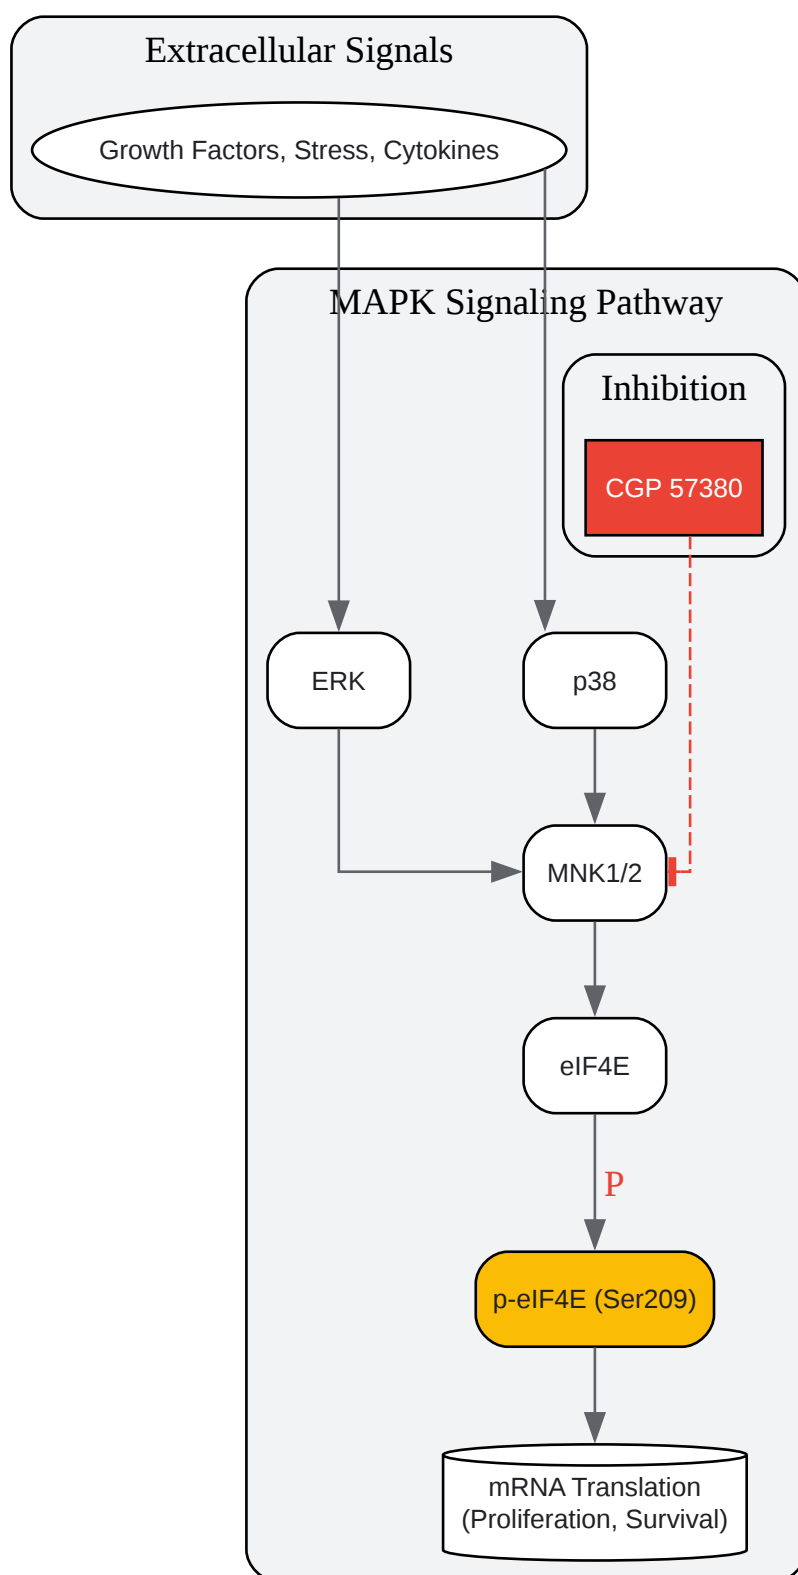 Extracellular Signals
Growth Factors, Stress, Cytokines
MAPK Signaling Pathway
Inhibition
CGP 57380
ERK
p38
MNK1/2
eIF4E
P
p-eIF4E (Ser209)
mRNA Translation
(Proliferation, Survival)